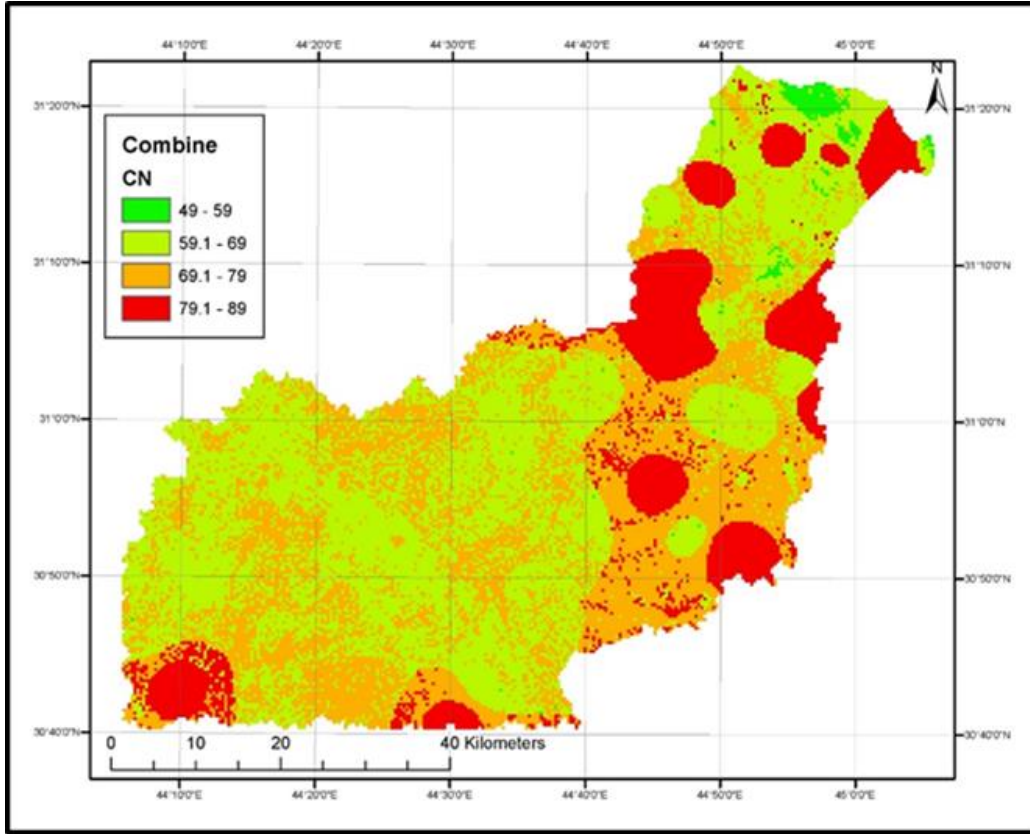 44°10'0"E 44°20'0"E 44°30'0"E 44°40'0"E 44°50'0"E 45°0'0"E
N
31°20'0"N 31°20'0"N
Combine
CN
49 - 59
59.1 - 69
69.1 - 79
79.1 - 89
31°10'0"N 31°10'0"N
31°0'0"N 31°0'0"N
30°50'0"N 30°50'0"N
30°40'0"N 30°40'0"N
0 10 20 40 Kilometers
44°10'0"E 44°20'0"E 44°30'0"E 44°40'0"E 44°50'0"E 45°0'0"E